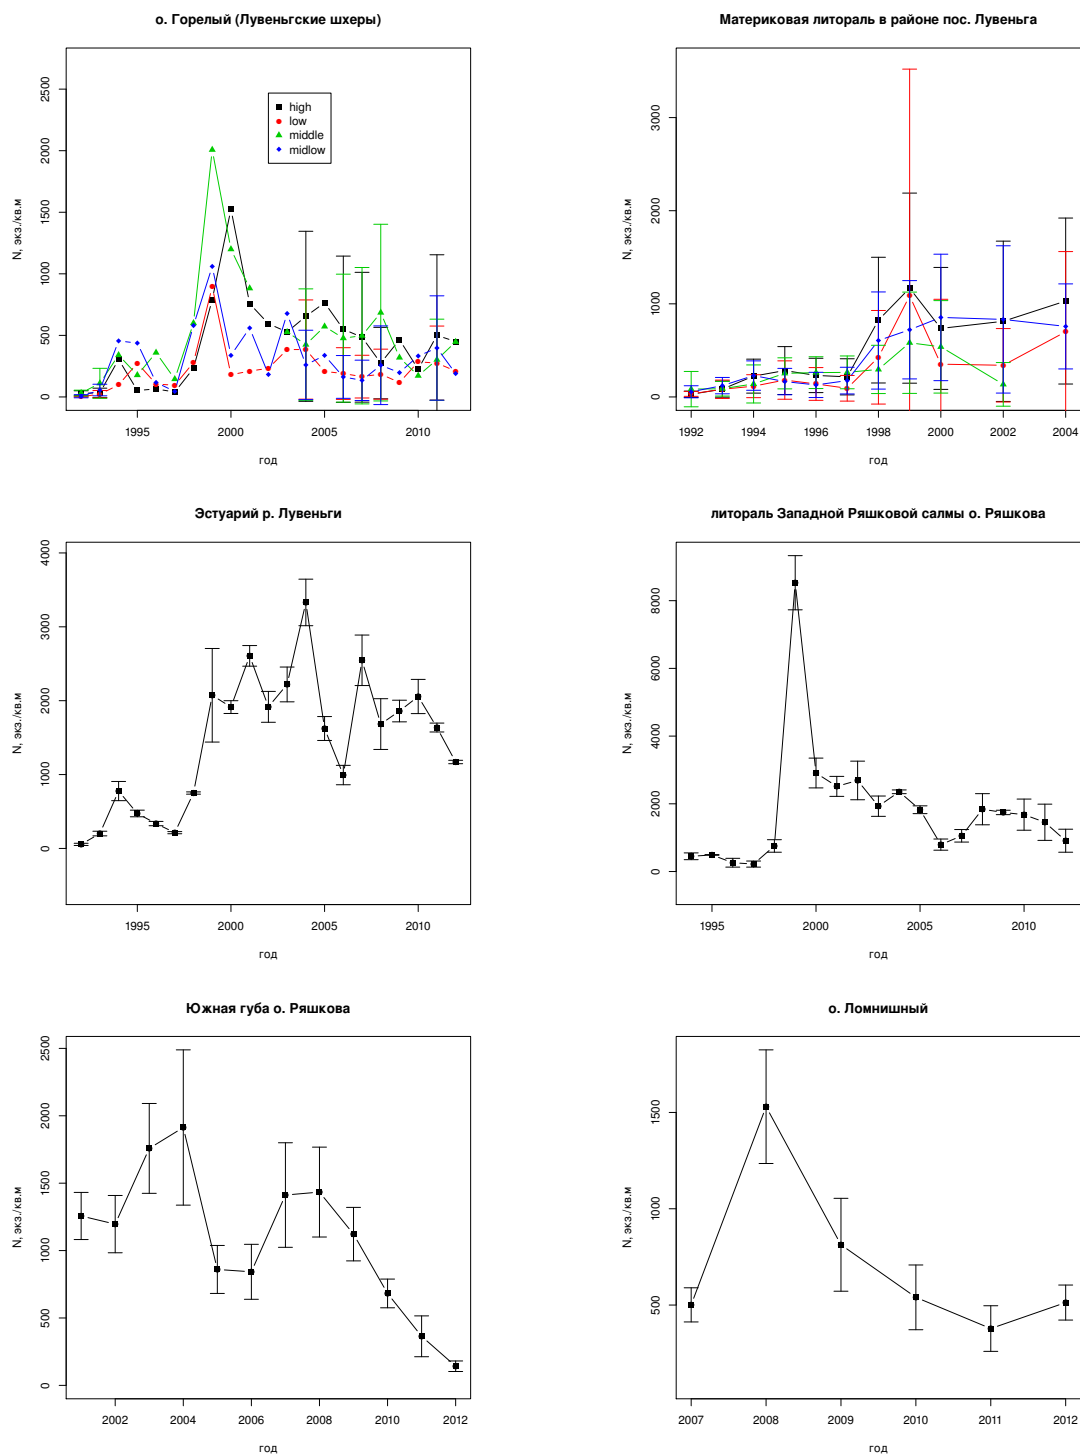 о. Горелый (Лувеньгские шхеры)
N, экз./кв.м
0
500
1000
1500
2000
2500
high
low
middle
midlow
1995
2000
2005
2010
год
Материковая литораль в районе пос. Лувеньга
N, экз./кв.м
0
1000
2000
3000
1992
1994
1996
1998
2000
2002
2004
год
Эстуарий р. Лувеньги
N, экз./кв.м
0
1000
2000
3000
4000
1995
2000
2005
2010
год
литораль Западной Ряшковой салмы о. Ряшкова
N, экз./кв.м
0
2000
4000
6000
8000
1995
2000
2005
2010
год
Южная губа о. Ряшкова
N, экз./кв.м
0
500
1000
1500
2000
2500
2002
2004
2006
2008
2010
2012
год
о. Ломнишный
N, экз./кв.м
500
1000
1500
2007
2008
2009
2010
2011
2012
год